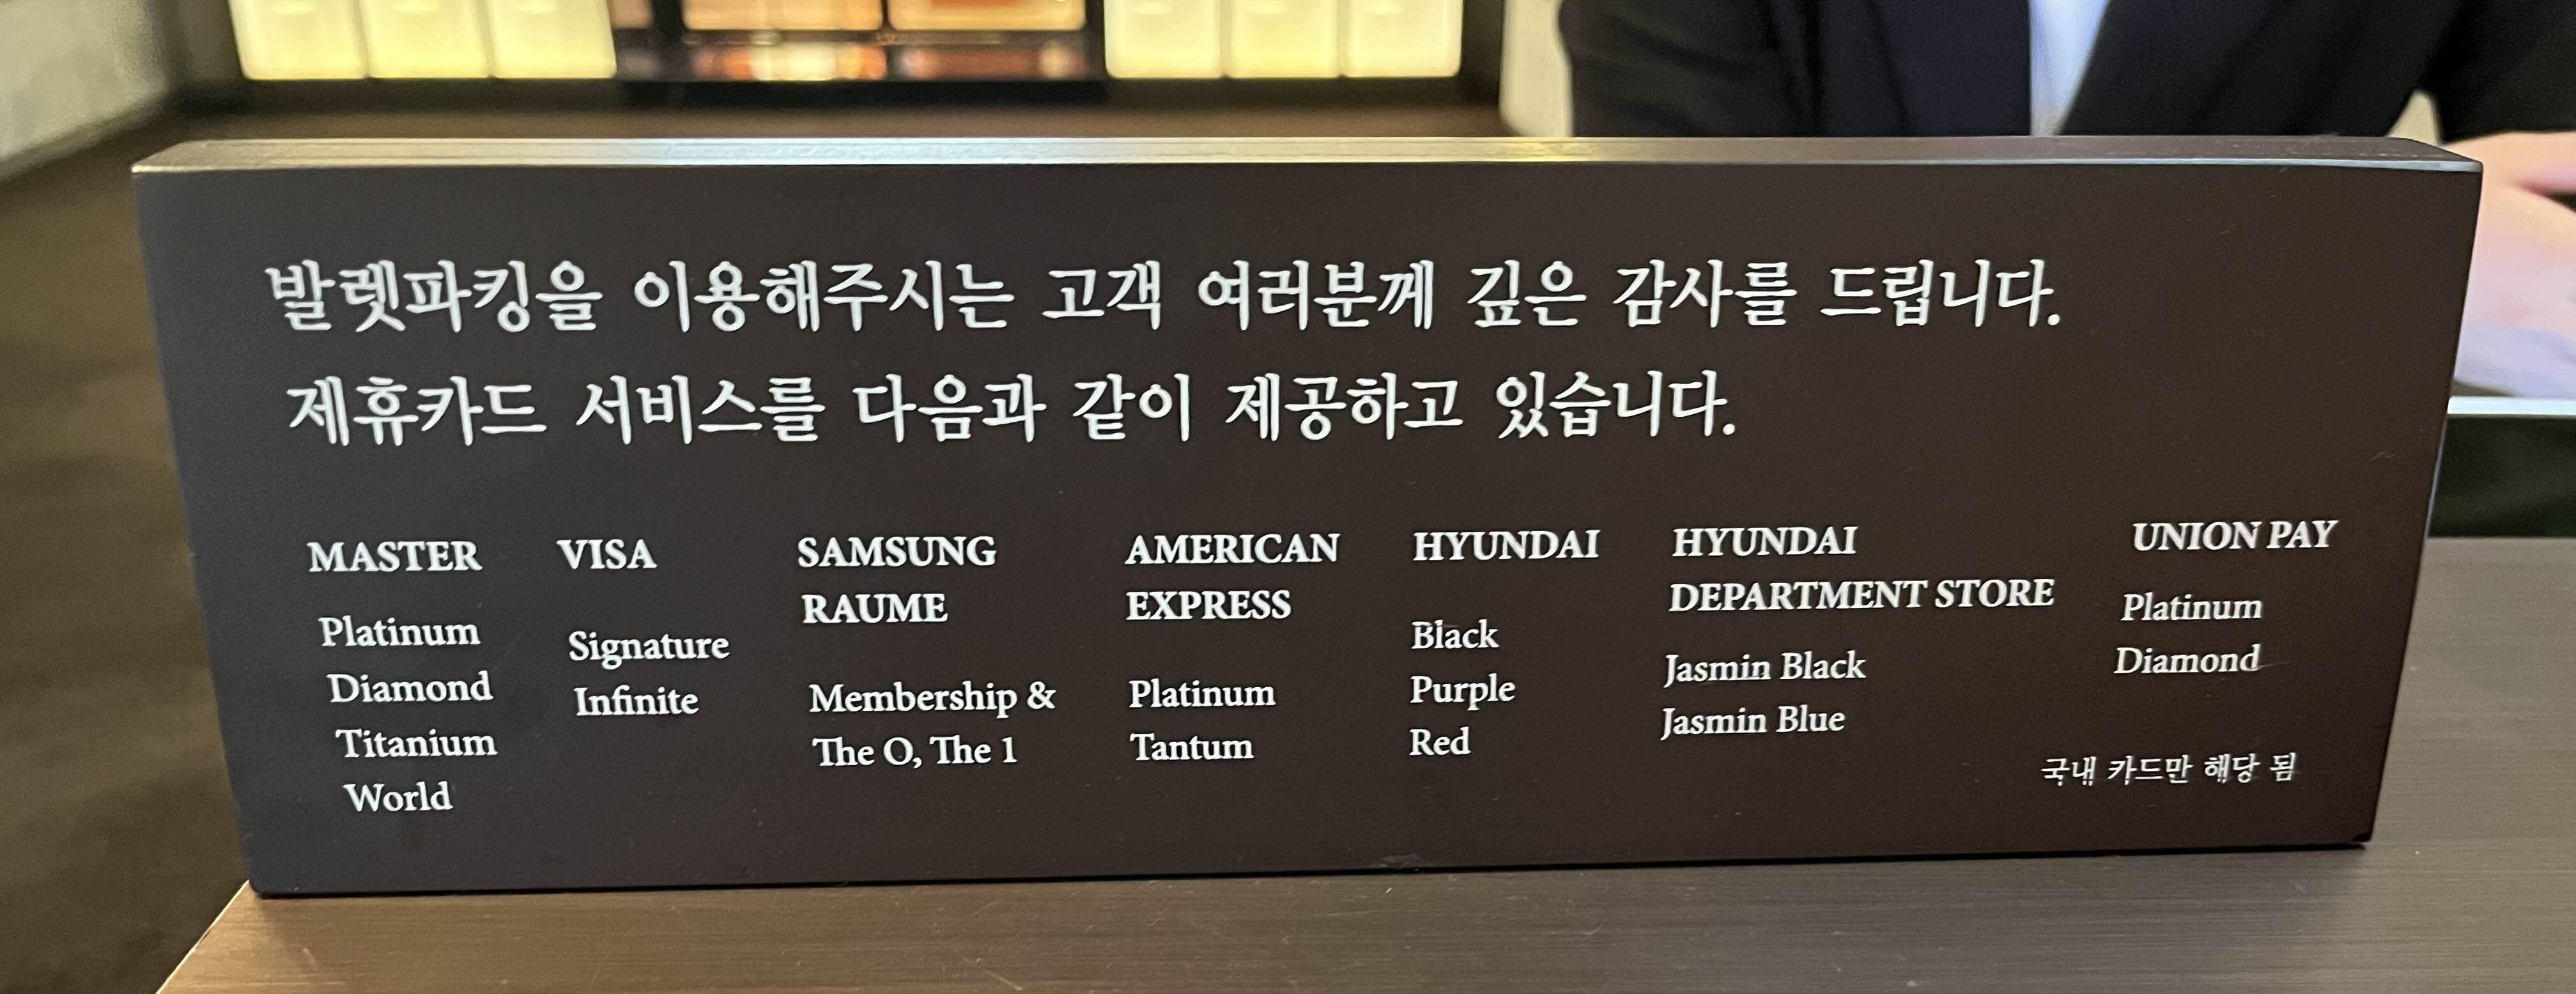 발렛파킹을 이용해주시는 고객 여러분께 깊은 감사를 드립니다.
제휴카드 서비스를 다음과 같이 제공하고 있습니다.
MASTER
Platinum
Diamond
Titanium
World
VISA
Signature
Infinite
SAMSUNG
RAUME
Membership &
The O, The 1
AMERICAN
EXPRESS
Platinum
Tantum
HYUNDAI
Black
Purple
Red
HYUNDAI
DEPARTMENT STORE
Jasmin Black
Jasmin Blue
UNION PAY
Platinum
Diamond
국내 카드만 해당 됨